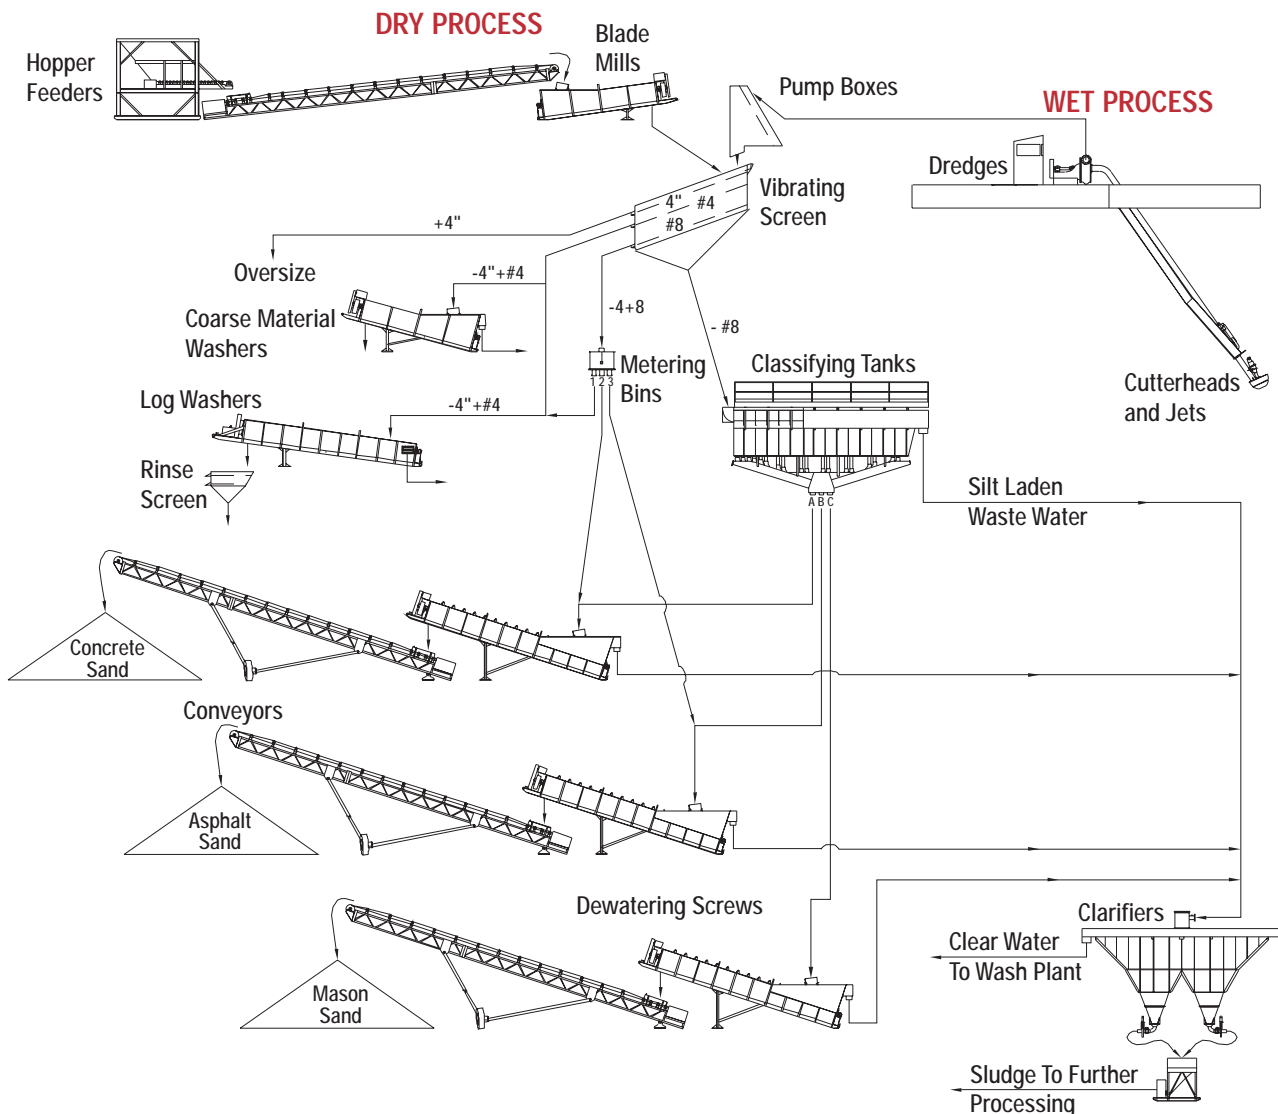 DRY PROCESS
Hopper
Feeders
Blade
Mills
Pump Boxes
WET PROCESS
Dredges
Vibrating
Screen
4" #4
#8
+4"
Oversize
-4"+#4
Coarse Material
Washers
-4+8
- #8
Metering
Bins
1 2 3
Classifying Tanks
Cutterheads
and Jets
Log Washers
-4"+#4
Rinse
Screen
A B C
Silt Laden
Waste Water
Concrete
Sand
Conveyors
Asphalt
Sand
Dewatering Screws
Mason
Sand
Clarifiers
Clear Water
To Wash Plant
Sludge To Further
Processing